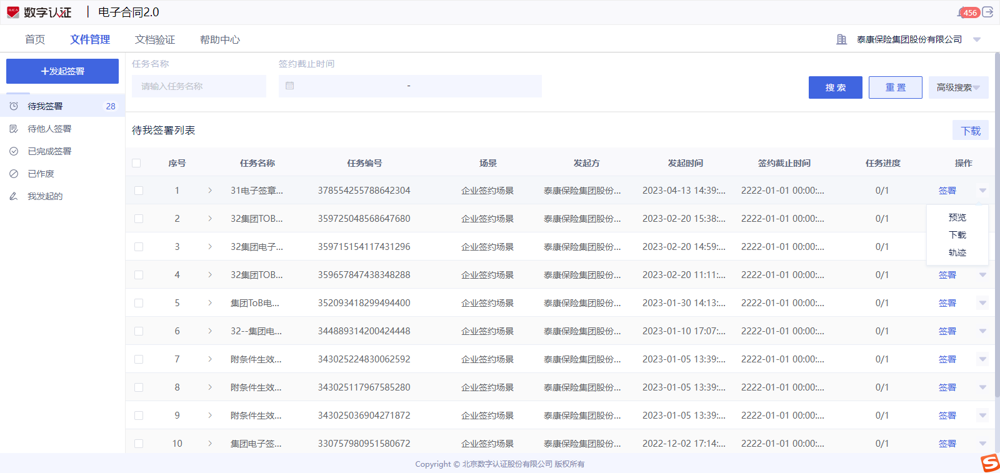 BJCA 数字认证 电子合同2.0 456
首页 文件管理 文档验证 帮助中心 泰康保险集团股份有限公司
+发起签署
待我签署 28
待他人签署
已完成签署
已作废
我发起的
任务名称 签约截止时间
请输入任务名称 - 搜索 重置 高级搜索
待我签署列表 下载
序号 任务名称 任务编号 场景 发起方 发起时间 签约截止时间 任务进度 操作
1 31电子签章... 378554255788642304 企业签约场景 泰康保险集团股份... 2023-04-13 14:39:... 2222-01-01 00:00:... 0/1 签署
2 32集团TOB... 359725048568647680 企业签约场景 泰康保险集团股份... 2023-02-20 15:38:... 2222-01-01 00:00:... 0/1
3 32集团电子... 359715154117431296 企业签约场景 泰康保险集团股份... 2023-02-20 14:59:... 2222-01-01 00:00:... 0/1
预览
下载
轨迹
4 32集团TOB... 359657847438348288 企业签约场景 泰康保险集团股份... 2023-02-20 11:11:... 2222-01-01 00:00:... 0/1 签署
5 集团ToB电... 352093418299494400 企业签约场景 泰康保险集团股份... 2023-01-30 14:13:... 2222-01-01 00:00:... 0/1 签署
6 32--集团电... 344889314200424448 企业签约场景 泰康保险集团股份... 2023-01-10 17:07:... 2222-01-01 00:00:... 0/1 签署
7 附条件生效... 343025224830062592 企业签约场景 泰康保险集团股份... 2023-01-05 13:39:... 2222-01-01 00:00:... 0/1 签署
8 附条件生效... 343025117967585280 企业签约场景 泰康保险集团股份... 2023-01-05 13:39:... 2222-01-01 00:00:... 0/1 签署
9 附条件生效... 343025036904271872 企业签约场景 泰康保险集团股份... 2023-01-05 13:39:... 2222-01-01 00:00:... 0/1 签署
10 集团电子签... 330757980951580672 企业签约场景 泰康保险集团股份... 2022-12-02 17:14:... 2222-01-01 00:00:... 0/1 签署
Copyright © 北京数字认证股份有限公司 版权所有